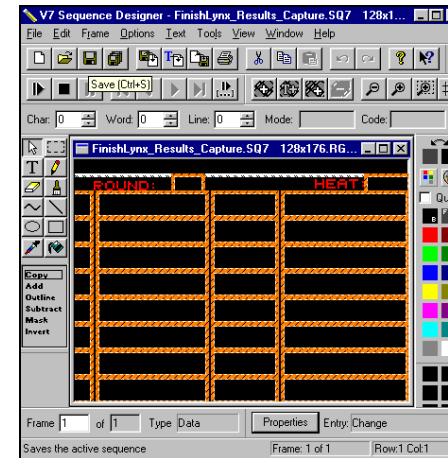 V7 Sequence Designer - FinishLynx_Results_Capture.SQ7 128x1...
File Edit Frame Options Text Tools View Window Help
Save (Ctrl+S)
Char: 0 Word: 0 Line: 0 Mode: Code:
FinishLynx_Results_Capture.SQ7 128x176.RG...
ROUND: HEAT:
Qu
Copy
Add
Outline
Subtract
Mask
Invert
Frame 1 of 1 Type Data Properties Entry: Change
Saves the active sequence Frame: 1 of 1 Row:1 Col:1